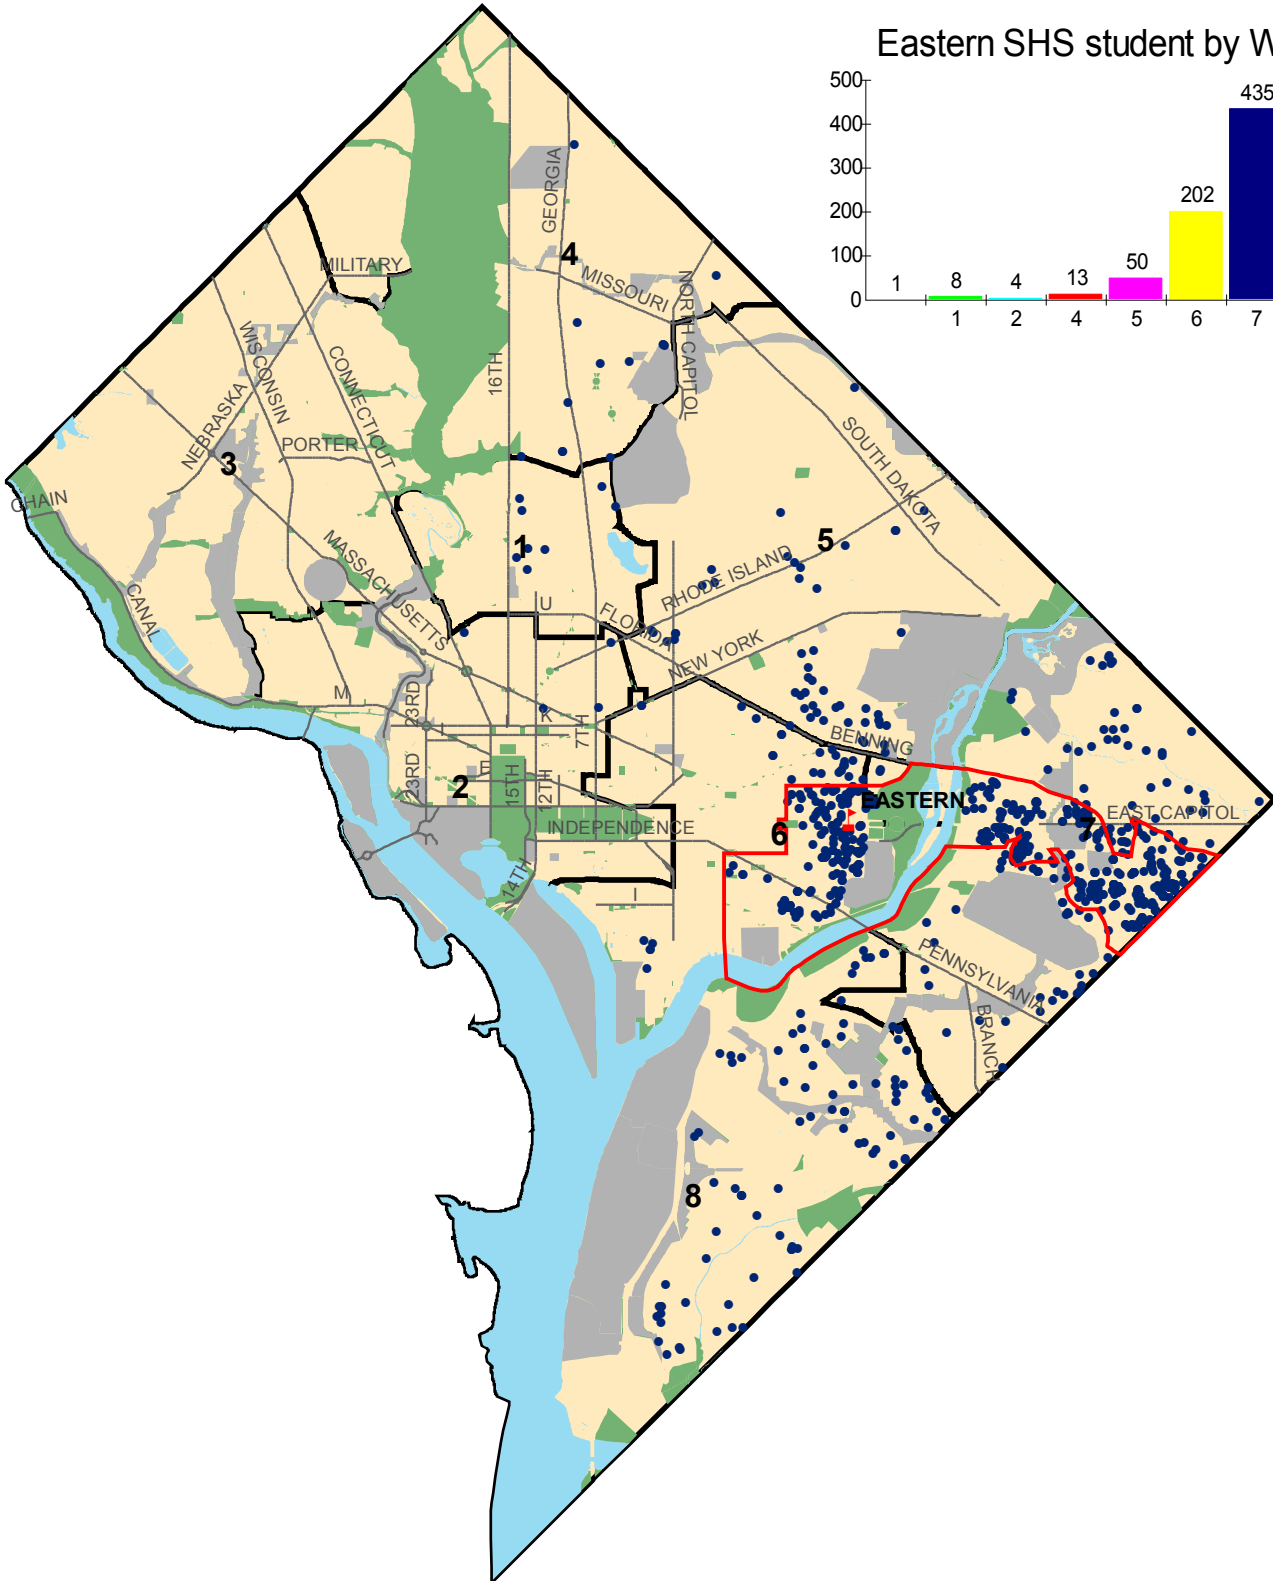 Eastern SHS student by W
500
400
300
200
100
0
1
8
4
13
50
202
435
1
2
4
5
6
7
GEORGIA
4
MILITARY
MISSOURI
NORTH CAPITOL
16TH
WISCONSIN
CONNECTICUT
NEBRASKA
PORTER
3
SOUTH DAKOTA
CHAIN
MASSACHUSETTS
1
5
RHODE ISLAND
CANAL
U
FLORIDA
NEW YORK
M
23RD
K
7TH
BENNING
23RD
E
2
15TH
12TH
EASTERN
EAST CAPITOL
INDEPENDENCE
6
7
14TH
I
PENNSYLVANIA
BRANCH
8